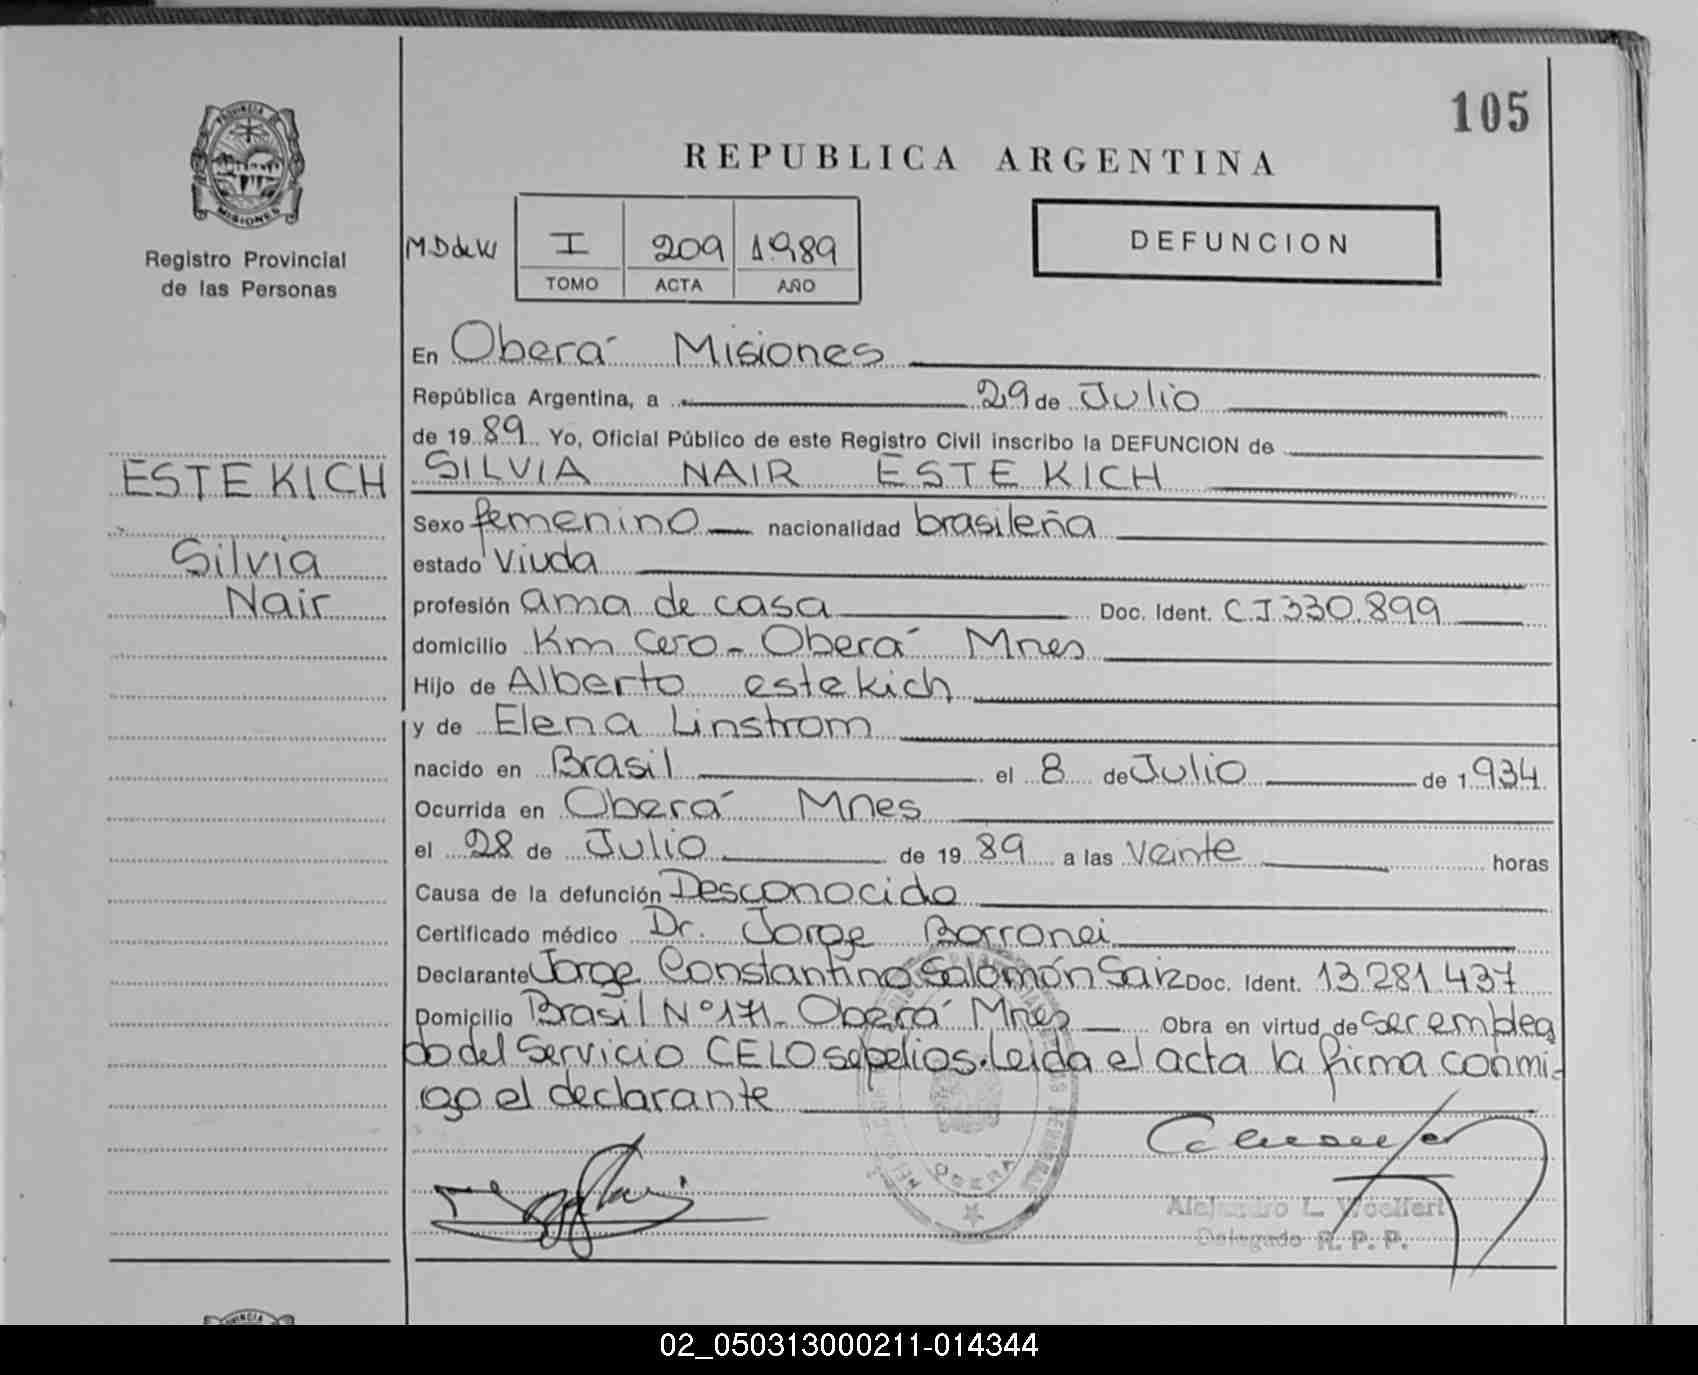 105
PROVINCIA
MISIONES
Registro Provincial
de las Personas
REPUBLICA ARGENTINA
I 209 1989
TOMO ACTA AÑO
DEFUNCION
En Oberá Misiones
República Argentina, a 29 de Julio
de 1989 Yo, Oficial Público de este Registro Civil inscribo la DEFUNCION de
ESTEKICH
Silvia
Nair
SILVIA NAIR ESTEKICH
Sexo femenino nacionalidad brasileña
estado Viuda
profesión ama de casa Doc. Ident. C.I 330.899
domicilio Km Cero - Oberá Mnes
Hijo de Alberto estekich
y de Elena Linstrom
nacido en Brasil el 8 de Julio de 1934
Ocurrida en Oberá Mnes
el 28 de Julio de 1989 a las Veinte horas
Causa de la defunción Desconocido
Certificado médico Dr. Jorge Borronei
Declarante Jorge Constantino Salomón Saiz Doc. Ident. 13.281.437
Domicilio Brasil Nº 171 - Oberá Mnes Obra en virtud de ser emplea
do del Servicio CELO sepelios. Leida el acta la firma conmi-
go el declarante
OBERA
Alejandro L. Woelfert
Delegado R. P. P.
02_050313000211-014344